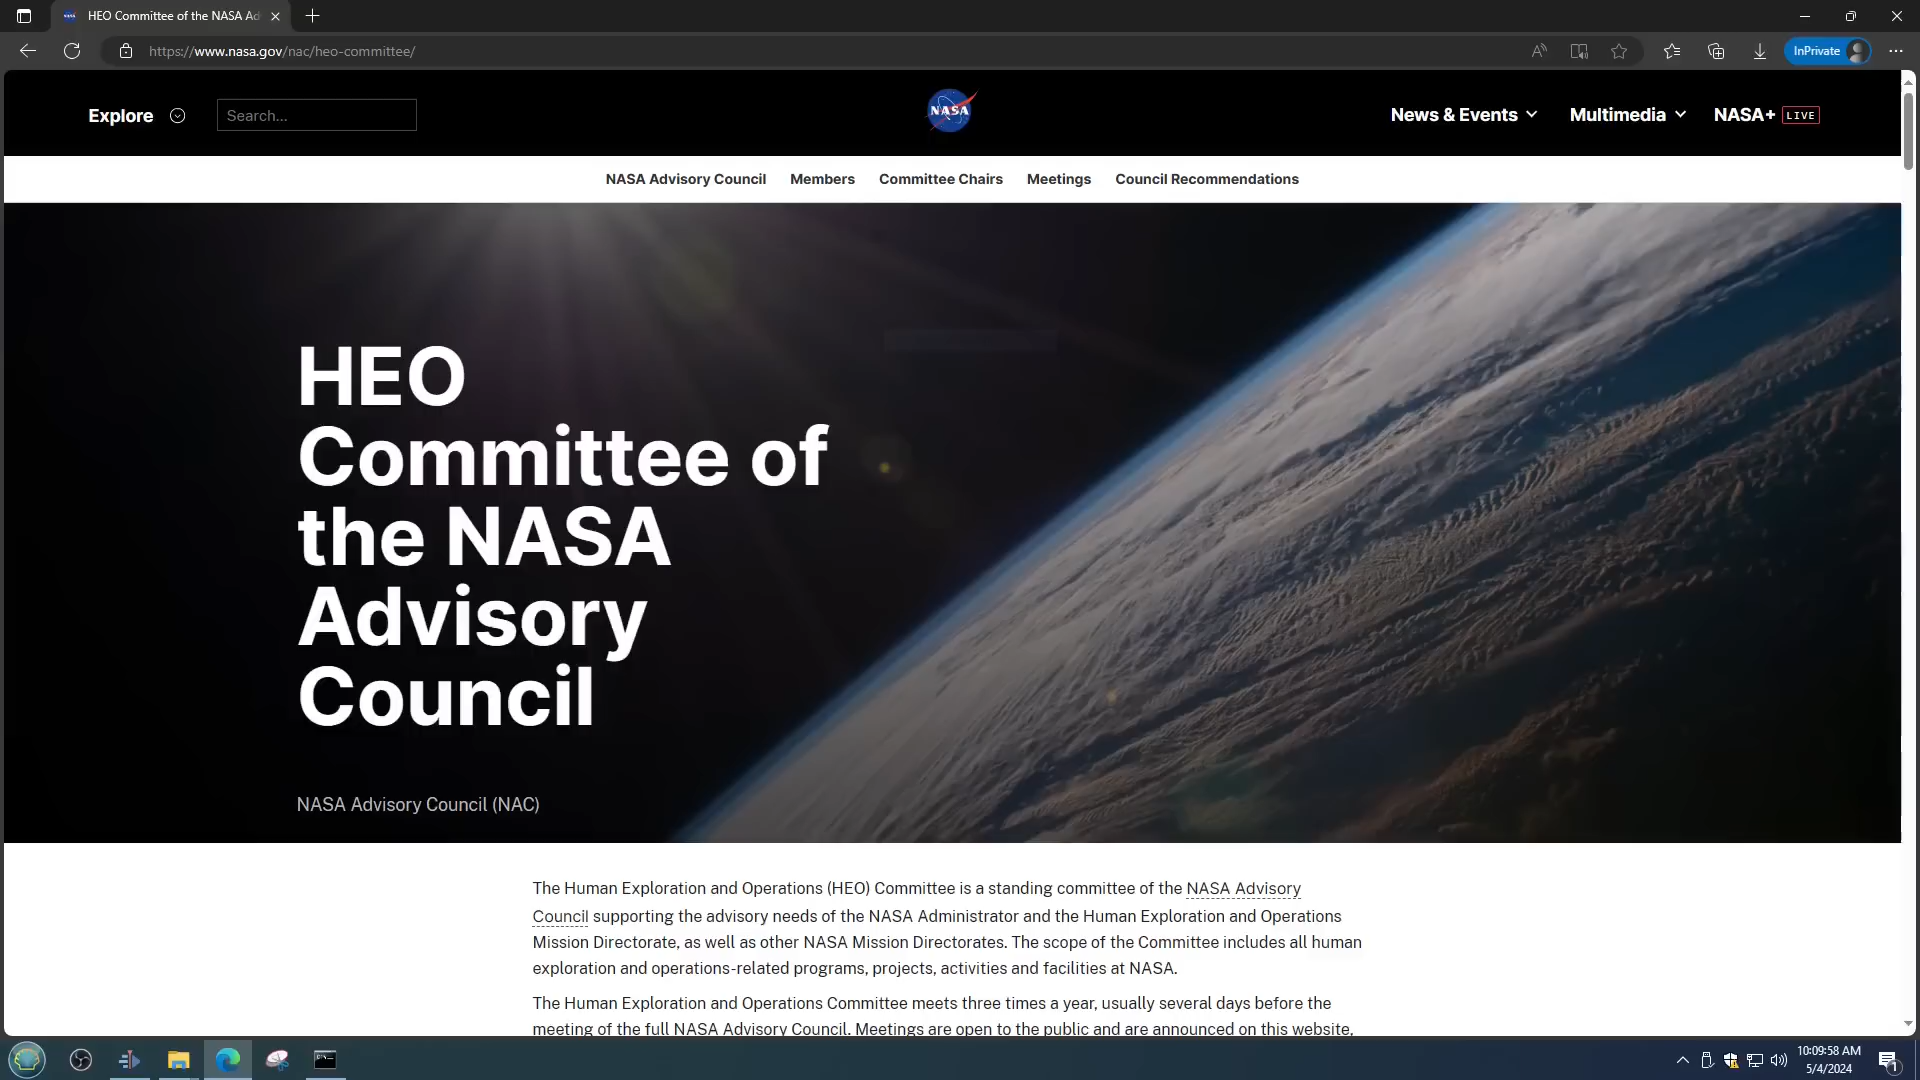 HEO Committee of the NASA Ad
https://www.nasa.gov/nac/heo-committee/
InPrivate
Explore
Search...
NASA
News & Events
Multimedia
NASA+ LIVE
NASA Advisory Council
Members
Committee Chairs
Meetings
Council Recommendations
HEO
Committee of
the NASA
Advisory
Council
NASA Advisory Council (NAC)
The Human Exploration and Operations (HEO) Committee is a standing committee of the NASA Advisory
Council supporting the advisory needs of the NASA Administrator and the Human Exploration and Operations
Mission Directorate, as well as other NASA Mission Directorates. The scope of the Committee includes all human
exploration and operations-related programs, projects, activities and facilities at NASA.
The Human Exploration and Operations Committee meets three times a year, usually several days before the
meeting of the full NASA Advisory Council. Meetings are open to the public and are announced on this website,
10:09:58 AM
5/4/2024
1